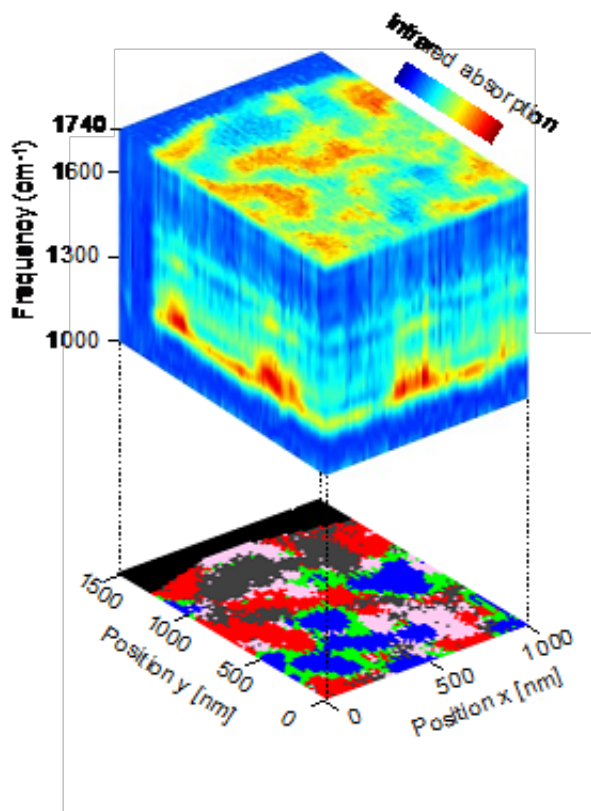 Infrared absorption
Frequency (cm⁻¹)
1740
1600
1300
1000
1500
1000
500
0
Position y [nm]
0
500
1000
Position x [nm]